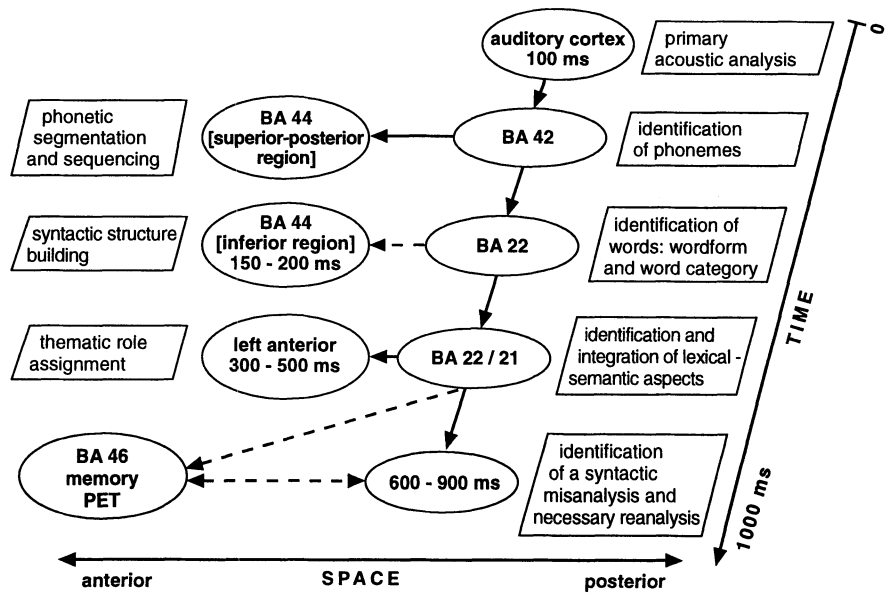 auditory cortex
100 ms
primary
acoustic analysis
0
phonetic
segmentation
and sequencing
BA 44
[superior-posterior
region]
BA 42
identification
of phonemes
syntactic structure
building
BA 44
[inferior region]
150 - 200 ms
BA 22
identification of
words: wordform
and word category
TIME
thematic role
assignment
left anterior
300 - 500 ms
BA 22 / 21
identification and
integration of lexical -
semantic aspects
BA 46
memory
PET
600 - 900 ms
identification
of a syntactic
misanalysis and
necessary reanalysis
1000 ms
anterior
SPACE
posterior